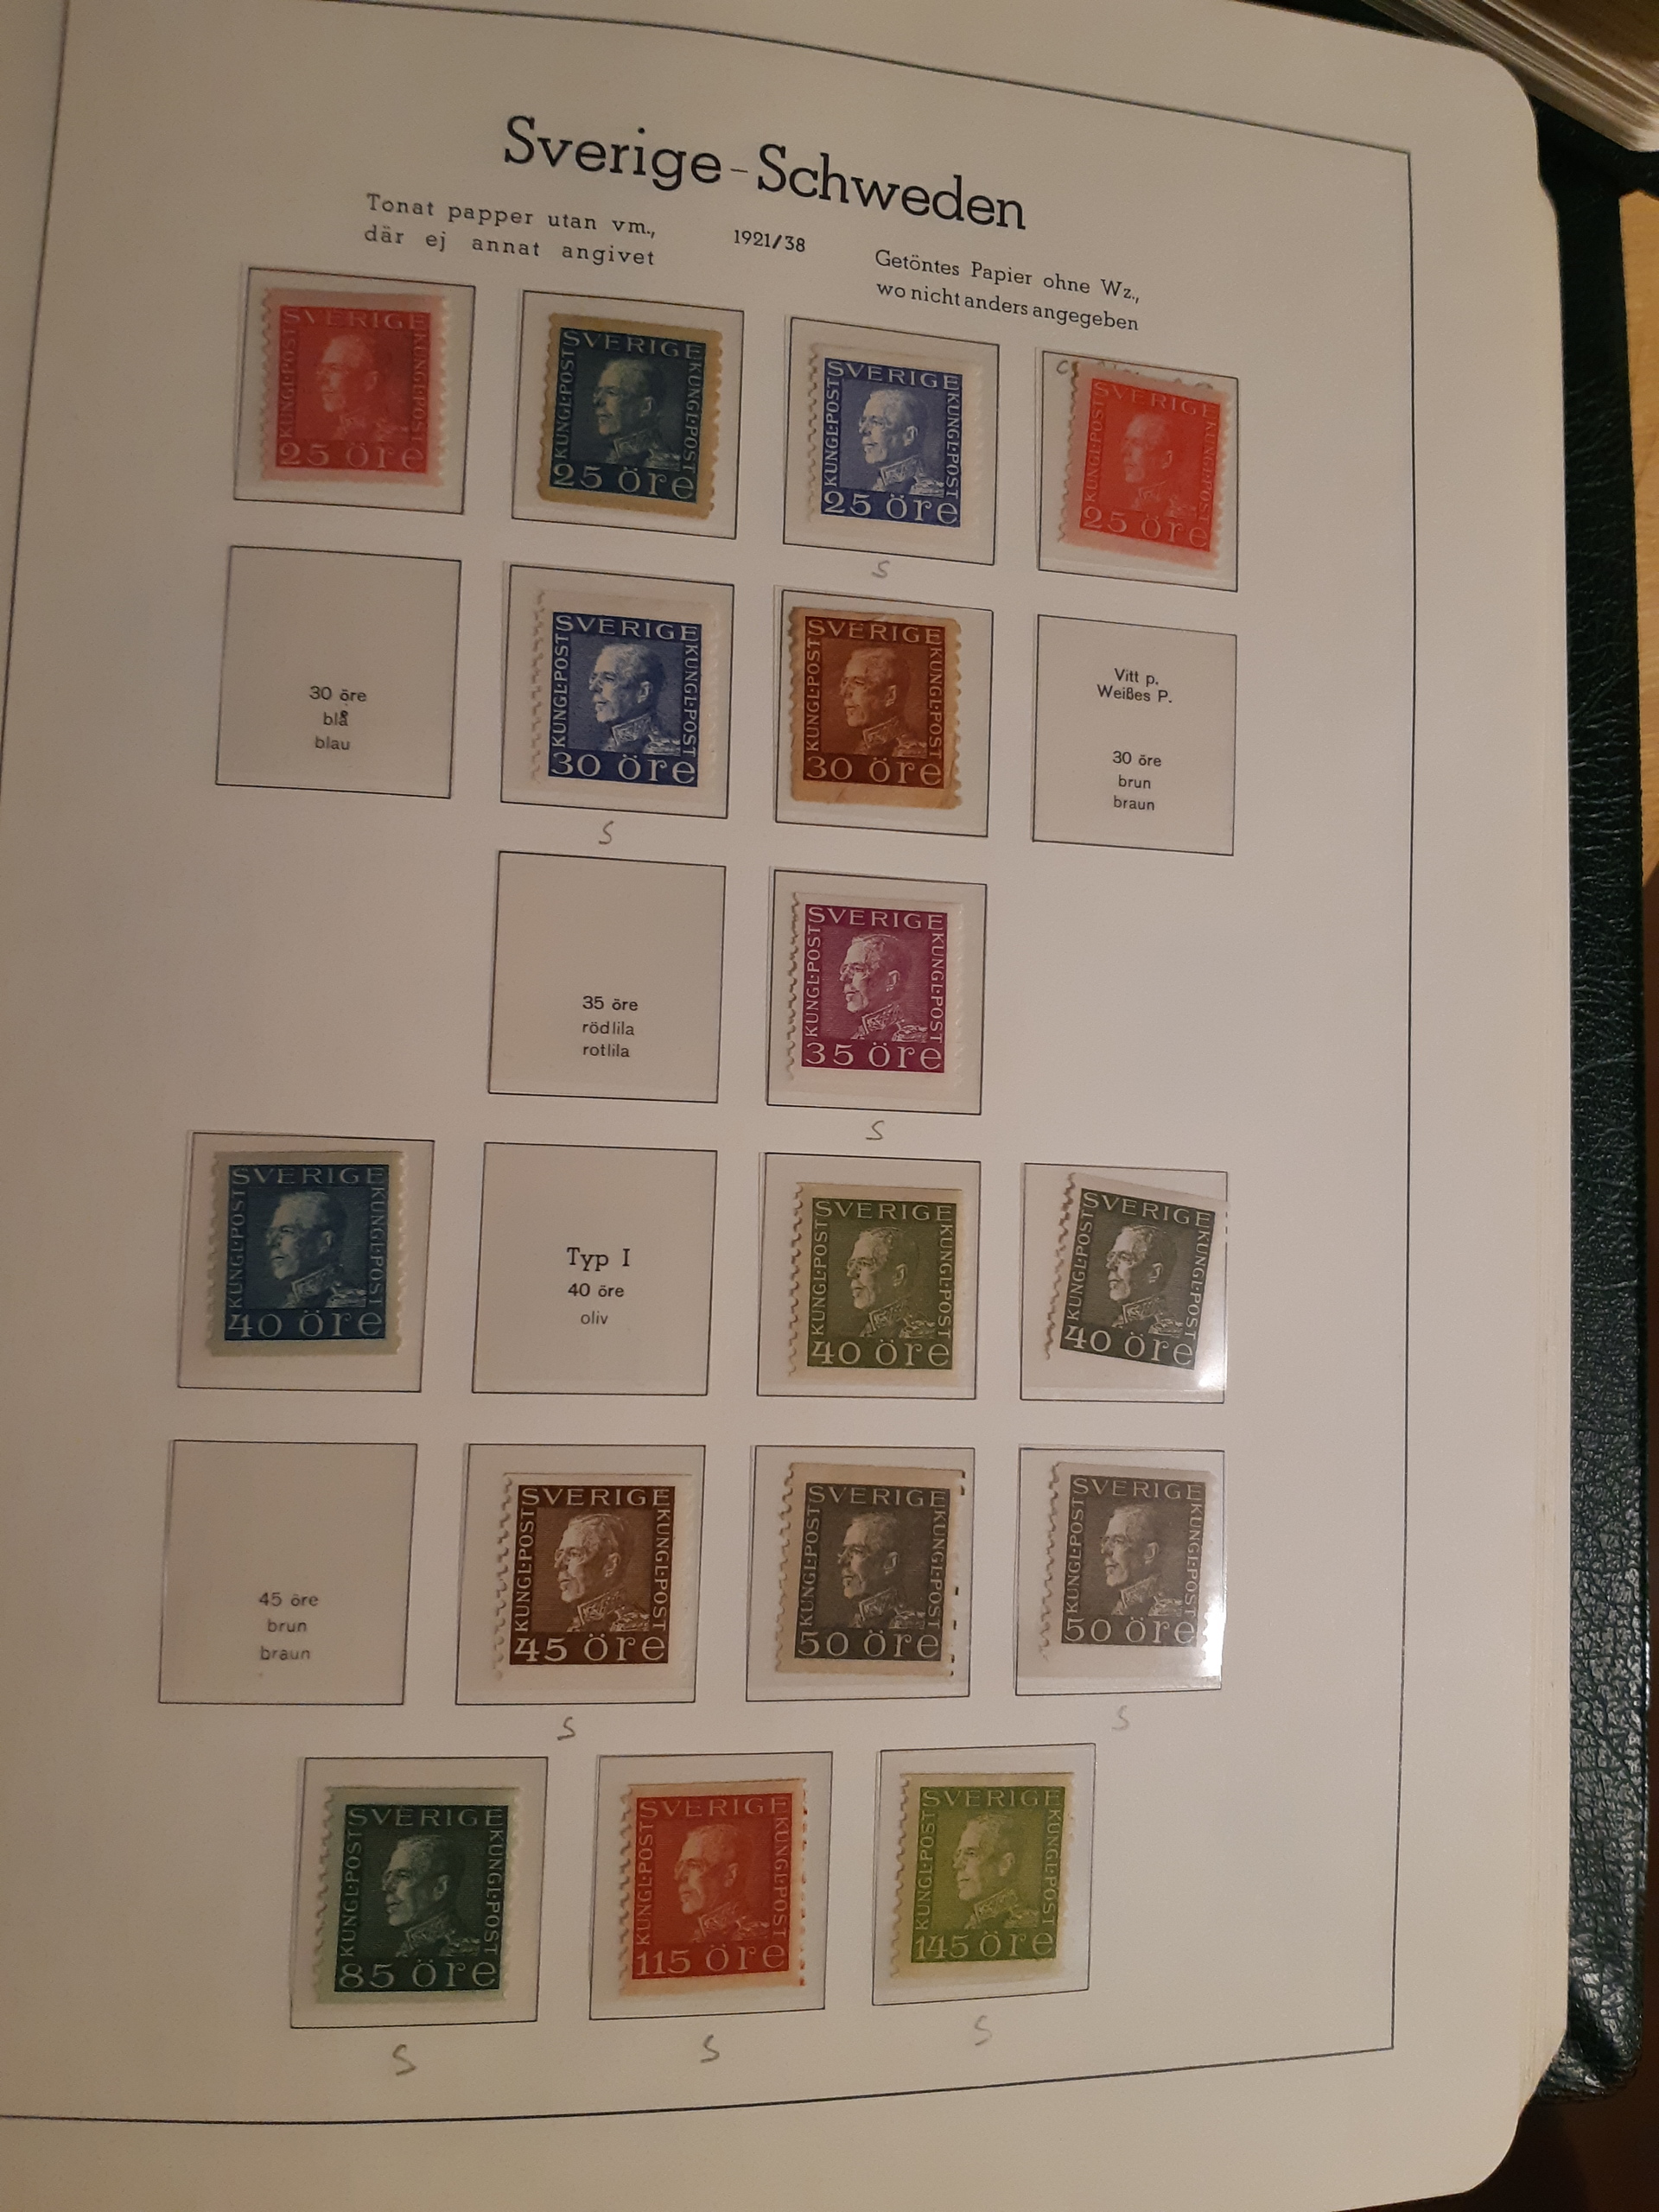 Sverige-Schweden
Tonat papper utan vm.,
där ej annat angivet
1921/38
Getöntes Papier ohne Wz.,
wo nicht anders angegeben
SVERIGE
KUNGL·POST
KUNGL·POST
25 öre
SVERIGE
KUNGL·POST
KUNGL·POST
25 öre
SVERIGE
KUNGL·POST
KUNGL·POST
25 öre
S
SVERIGE
KUNGL·POST
KUNGL·POST
25 öre
30 öre
blå
blau
SVERIGE
KUNGL·POST
KUNGL·POST
30 öre
S
SVERIGE
KUNGL·POST
KUNGL·POST
30 öre
Vitt p.
Weißes P.
30 öre
brun
braun
35 öre
rödlila
rotlila
SVERIGE
KUNGL·POST
KUNGL·POST
35 öre
S
SVERIGE
KUNGL·POST
KUNGL·POST
40 öre
Typ I
40 öre
oliv
SVERIGE
KUNGL·POST
KUNGL·POST
40 öre
SVERIGE
KUNGL·POST
KUNGL·POST
40 öre
45 öre
brun
braun
SVERIGE
KUNGL·POST
KUNGL·POST
45 öre
S
SVERIGE
KUNGL·POST
KUNGL·POST
50 öre
SVERIGE
KUNGL·POST
KUNGL·POST
50 öre
S
SVERIGE
KUNGL·POST
KUNGL·POST
85 öre
S
SVERIGE
KUNGL·POST
KUNGL·POST
115 öre
S
SVERIGE
KUNGL·POST
KUNGL·POST
145 öre
S